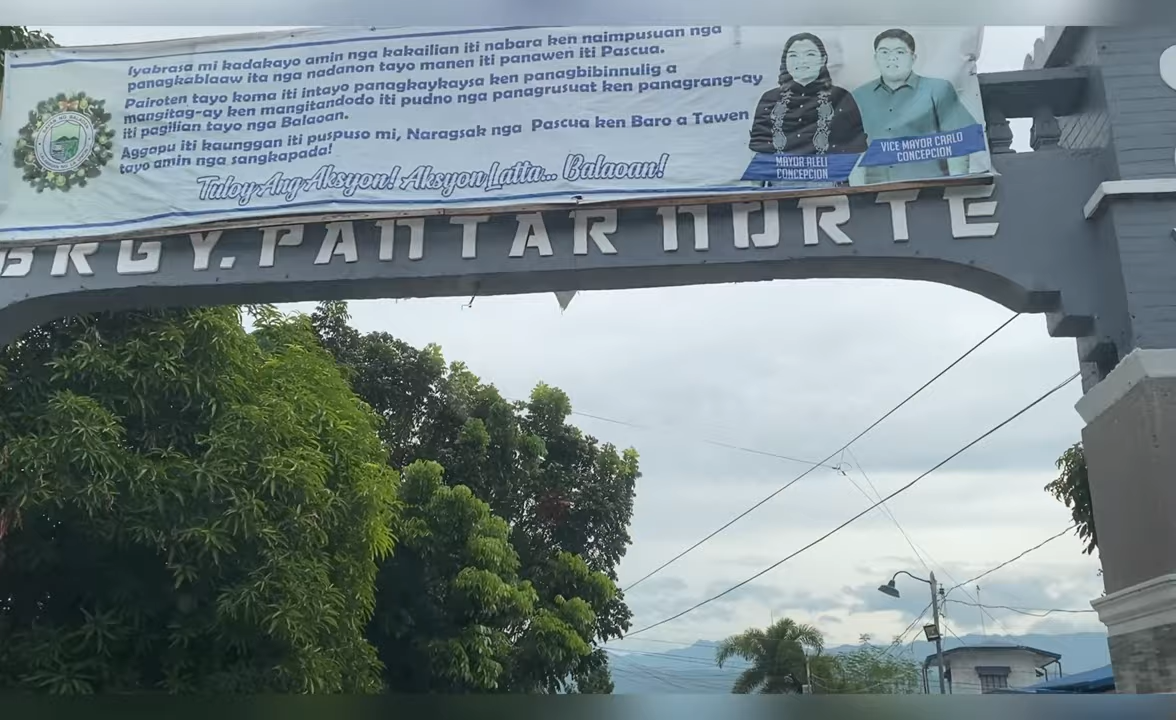 Iyabrasa mi kadakayo amin nga kakailian iti nabara ken naimpusuan nga
panagkablaaw ita nga nadanon tayo manen iti panawen iti Pascua.
Pairoten tayo koma iti intayo panagkaykaysa ken panagbibinnulig a
mangitag-ay ken mangitandodo iti pudno nga panagrusuat ken panagrang-ay
iti pagilian tayo nga Balaoan.
Aggapu iti kaunggan iti puspuso mi, Naragsak nga Pascua ken Baro a Tawen
tayo amin nga sangkapada!
Tuloy Ang Aksyon! Aksyon Latta... Balaoan!
MAYOR ALELI
CONCEPCION
VICE MAYOR CARLO
CONCEPCION
BRGY. PANTAR NORTE